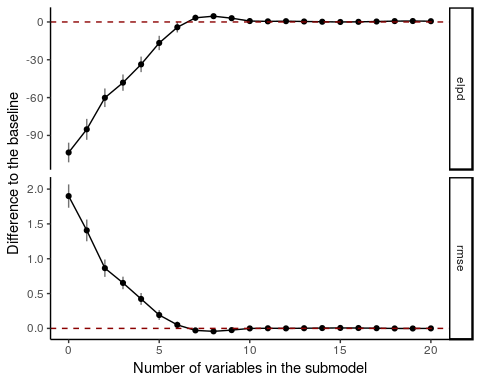 0
-30
-60
-90
elpd
2.0
1.5
1.0
0.5
0.0
rmse
0 5 10 15 20
Difference to the baseline
Number of variables in the submodel